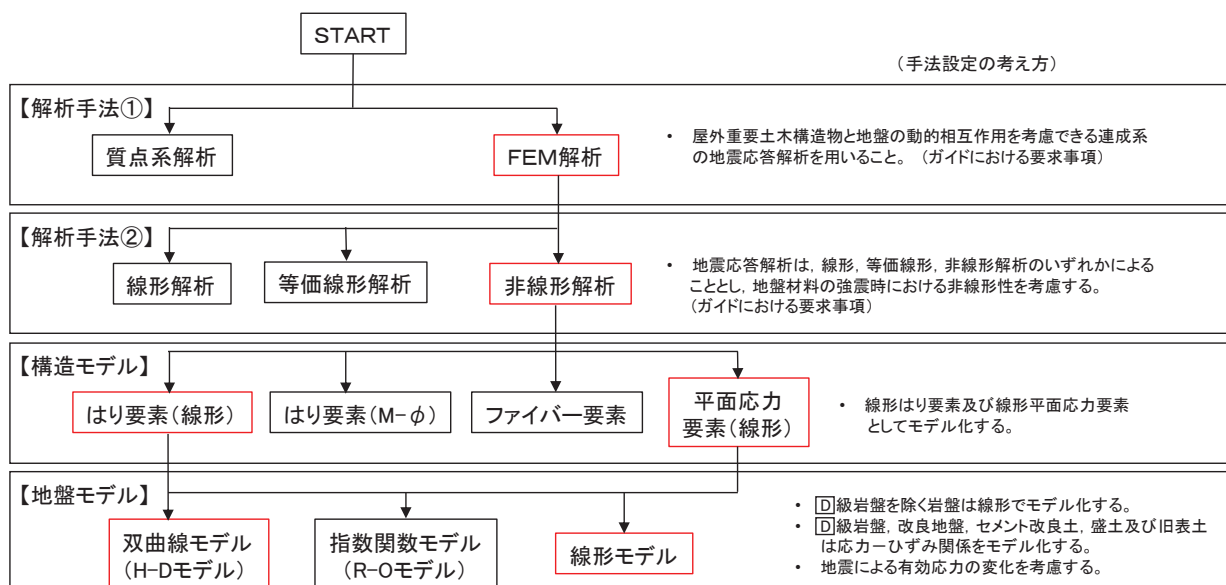 START
(手法設定の考え方)
【解析手法①】
質点系解析
FEM解析
・ 屋外重要土木構造物と地盤の動的相互作用を考慮できる連成系
の地震応答解析を用いること。(ガイドにおける要求事項)
【解析手法②】
線形解析
等価線形解析
非線形解析
・ 地震応答解析は，線形，等価線形，非線形解析のいずれかによる
こととし，地盤材料の強震時における非線形性を考慮する。
(ガイドにおける要求事項)
【構造モデル】
はり要素(線形)
はり要素(M-φ)
ファイバー要素
平面応力
要素(線形)
・ 線形はり要素及び線形平面応力要素
としてモデル化する。
【地盤モデル】
双曲線モデル
(H-Dモデル)
指数関数モデル
(R-Oモデル)
線形モデル
・ D級岩盤を除く岩盤は線形でモデル化する。
・ D級岩盤，改良地盤，セメント改良土，盛土及び旧表土
は応力ーひずみ関係をモデル化する。
・ 地震による有効応力の変化を考慮する。